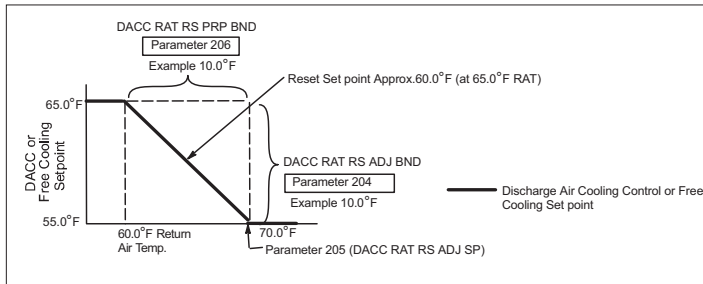 DACC RAT RS PRP BND
Parameter 206
Example 10.0°F
Reset Set point Approx.60.0°F (at 65.0°F RAT)
65.0°F
DACC or
Free Cooling
Setpoint
DACC RAT RS ADJ BND
Parameter 204
Example 10.0°F
Discharge Air Cooling Control or Free
Cooling Set point
55.0°F
60.0°F Return
Air Temp.
70.0°F
Parameter 205 (DACC RAT RS ADJ SP)